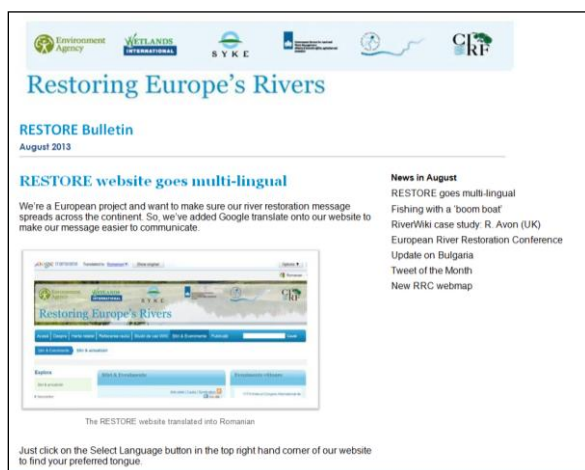 Environment
Agency
WETLANDS
INTERNATIONAL
SYKE
CIRF
Restoring Europe's Rivers
RESTORE Bulletin
August 2013
RESTORE website goes multi-lingual
We're a European project and want to make sure our river restoration message
spreads across the continent. So, we've added Google translate onto our website to
make our message easier to communicate.
Restoring Europe's Rivers
Explore
The RESTORE website translated into Romanian
Just click on the Select Language button in the top right hand corner of our website
to find your preferred tongue.
News in August
RESTORE goes multi-lingual
Fishing with a 'boom boat'
RiverWiki case study: R. Avon (UK)
European River Restoration Conference
Update on Bulgaria
Tweet of the Month
New RRC webmap